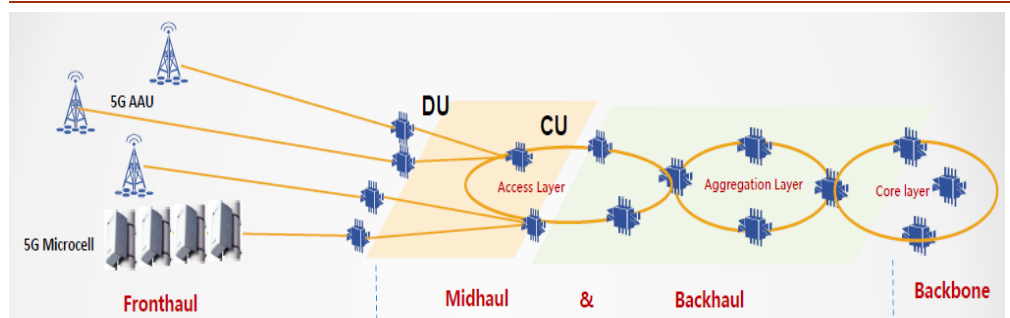 5G AAU
DU
CU
Access Layer
Aggregation Layer
Core layer
5G Microcell
Fronthaul
Midhaul & Backhaul
Backbone